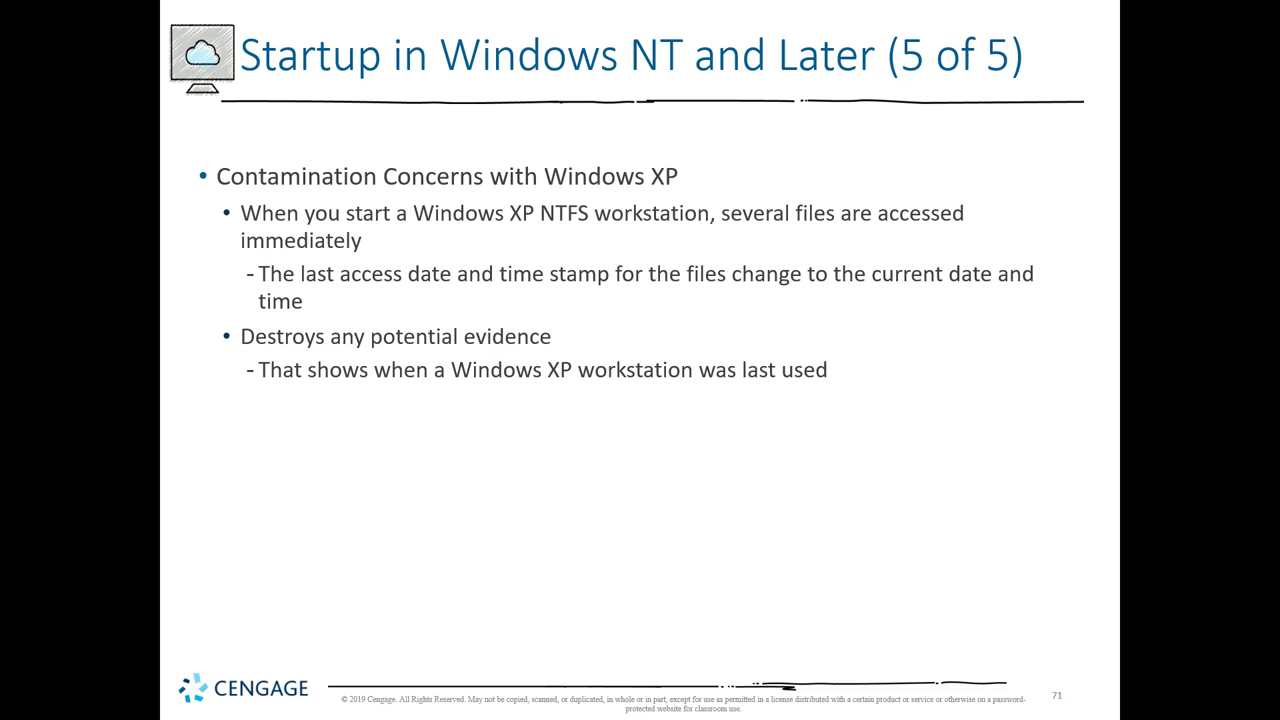 Startup in Windows NT and Later (5 of 5)
• Contamination Concerns with Windows XP
• When you start a Windows XP NTFS workstation, several files are accessed
immediately
- The last access date and time stamp for the files change to the current date and
time
• Destroys any potential evidence
- That shows when a Windows XP workstation was last used
CENGAGE
© 2019 Cengage. All Rights Reserved. May not be copied, scanned, or duplicated, in whole or in part, except for use as permitted in a license distributed with a certain product or service or otherwise on a password-
protected website for classroom use.
71